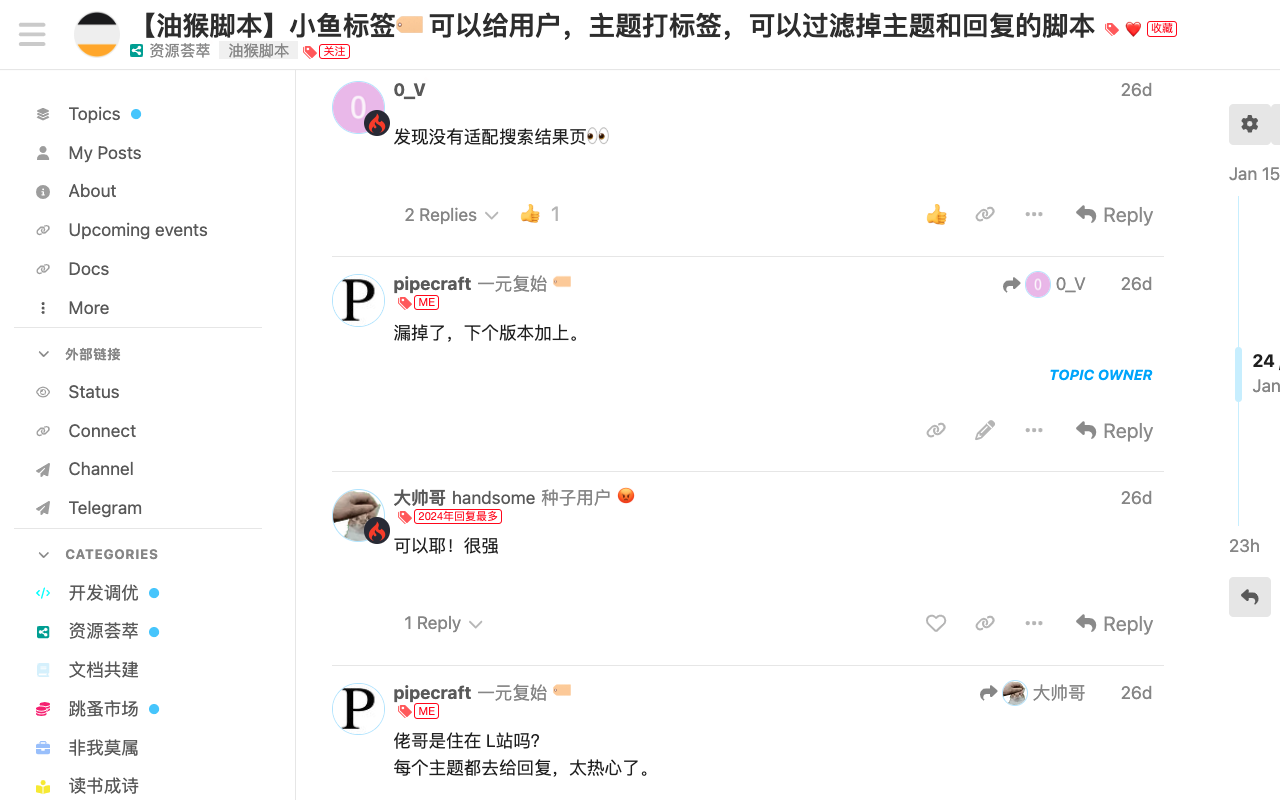 【油猴脚本】小鱼标签🏷️ 可以给用户，主题打标签，可以过滤掉主题和回复的脚本 ❤️ 收藏
资源荟萃 油猴脚本 关注
Topics
My Posts
About
Upcoming events
Docs
More
外部链接
Status
Connect
Channel
Telegram
CATEGORIES
开发调优
资源荟萃
文档共建
跳蚤市场
非我莫属
读书成诗
0
0_V 26d
发现没有适配搜索结果页👀
2 Replies 👍 1 👍 Reply
P
pipecraft 一元复始 🏷️ 0 0_V 26d
ME
漏掉了，下个版本加上。
TOPIC OWNER
Reply
大帅哥 handsome 种子用户 😡 26d
2024年回复最多
可以耶！很强
1 Reply Reply
P
pipecraft 一元复始 🏷️ 大帅哥 26d
ME
佬哥是住在 L站吗?
每个主题都去给回复，太热心了。
Jan 15
24 /
Jan
23h